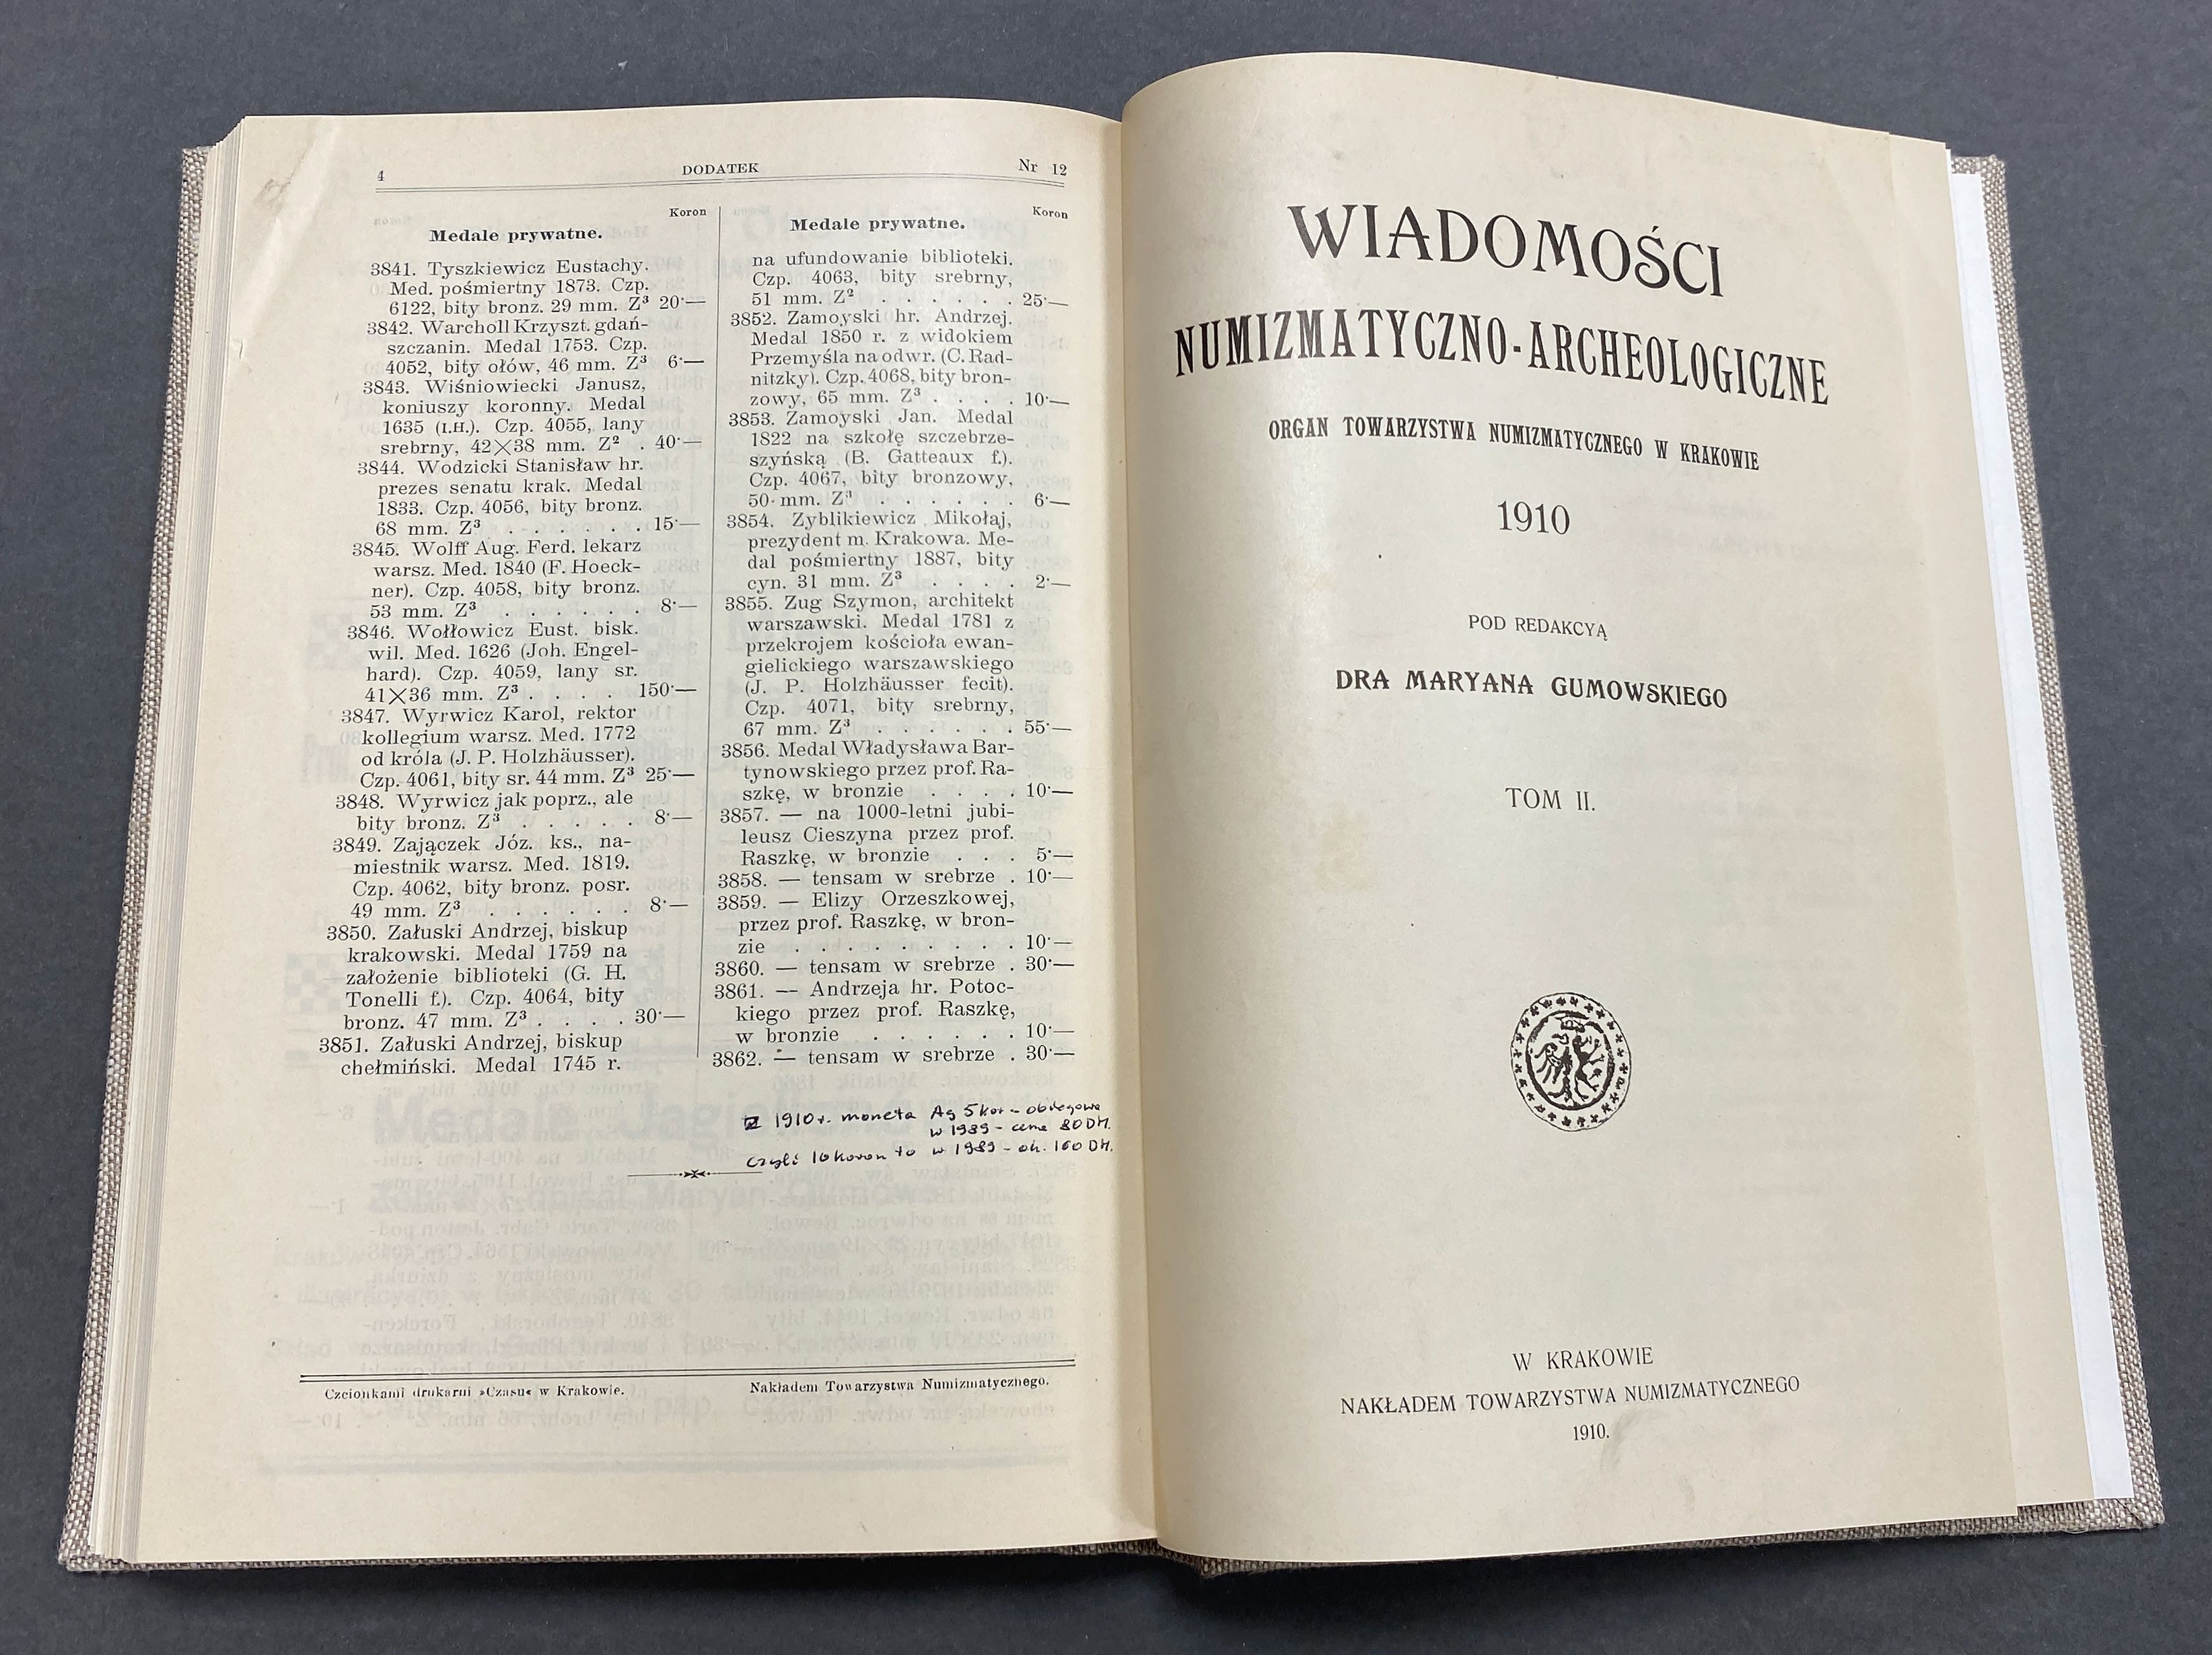 4 DODATEK Nr 12
Koron
Medale prywatne.
3841. Tyszkiewicz Eustachy.
Med. pośmiertny 1873. Czp.
6122, bity bronz. 29 mm. Z³ 20·—
3842. Warcholl Krzyszt. gdań-
szczanin. Medal 1753. Czp.
4052, bity ołów, 46 mm. Z³ 6·—
3843. Wiśniowiecki Janusz,
koniuszy koronny. Medal
1635 (I.H.). Czp. 4055, lany
srebrny, 42×38 mm. Z² . 40·—
3844. Wodzicki Stanisław hr.
prezes senatu krak. Medal
1833. Czp. 4056, bity bronz.
68 mm. Z³ . . . . . . 15·—
3845. Wolff Aug. Ferd. lekarz
warsz. Med. 1840 (F. Hoeck-
ner). Czp. 4058, bity bronz.
53 mm. Z³ . . . . . . 8·—
3846. Wołłowicz Eust. bisk.
wil. Med. 1626 (Joh. Engel-
hard). Czp. 4059, lany sr.
41×36 mm. Z³ . . . . 150·—
3847. Wyrwicz Karol, rektor
kollegium warsz. Med. 1772
od króla (J. P. Holzhäusser).
Czp. 4061, bity sr. 44 mm. Z³ 25·—
3848. Wyrwicz jak poprz., ale
bity bronz. Z³ . . . . . 8·—
3849. Zajączek Józ. ks., na-
miestnik warsz. Med. 1819.
Czp. 4062, bity bronz. posr.
49 mm. Z³ . . . . . . 8·—
3850. Załuski Andrzej, biskup
krakowski. Medal 1759 na
założenie biblioteki (G. H.
Tonelli f.). Czp. 4064, bity
bronz. 47 mm. Z³ . . . . 30·—
3851. Załuski Andrzej, biskup
chełmiński. Medal 1745 r.
Koron
Medale prywatne.
na ufundowanie biblioteki.
Czp. 4063, bity srebrny,
51 mm. Z² . . . . . . 25·—
3852. Zamoyski hr. Andrzej.
Medal 1850 r. z widokiem
Przemyśla na odwr. (C. Rad-
nitzky). Czp. 4068, bity bron-
zowy, 65 mm. Z³ . . . . 10·—
3853. Zamoyski Jan. Medal
1822 na szkołę szczebrze-
szyńską (B. Gatteaux f.).
Czp. 4067, bity bronzowy,
50· mm. Z³ . . . . . . 6·—
3854. Zyblikiewicz Mikołaj,
prezydent m. Krakowa. Me-
dal pośmiertny 1887, bity
cyn. 31 mm. Z³ . . . . 2·—
3855. Zug Szymon, architekt
warszawski. Medal 1781 z
przekrojem kościoła ewan-
gielickiego warszawskiego
(J. P. Holzhäusser fecit).
Czp. 4071, bity srebrny,
67 mm. Z³ . . . . . . 55·—
3856. Medal Władysława Bar-
tynowskiego przez prof. Ra-
szkę, w bronzie . . . . 10·—
3857. — na 1000-letni jubi-
leusz Cieszyna przez prof.
Raszkę, w bronzie . . . 5·—
3858. — tensam w srebrze . 10·—
3859. — Elizy Orzeszkowej,
przez prof. Raszkę, w bron-
zie . . . . . . . . . 10·—
3860. — tensam w srebrze . 30·—
3861. — Andrzeja hr. Potoc-
kiego przez prof. Raszkę,
w bronzie . . . . . . 10·—
3862. — tensam w srebrze . 30·—
1910 r. moneta Ag 5 kor - obiegowa
w 1989 - cena 80 DM.
czyli 10 koron to w 1989 - ok. 160 DM.
Czcionkami drukarni »Czasu« w Krakowie. Nakładem Towarzystwa Numizmatycznego.
WIADOMOŚCI
NUMIZMATYCZNO-ARCHEOLOGICZNE
ORGAN TOWARZYSTWA NUMIZMATYCZNEGO W KRAKOWIE
1910
POD REDAKCYĄ
DRA MARYANA GUMOWSKIEGO
TOM II.
W KRAKOWIE
NAKŁADEM TOWARZYSTWA NUMIZMATYCZNEGO
1910.